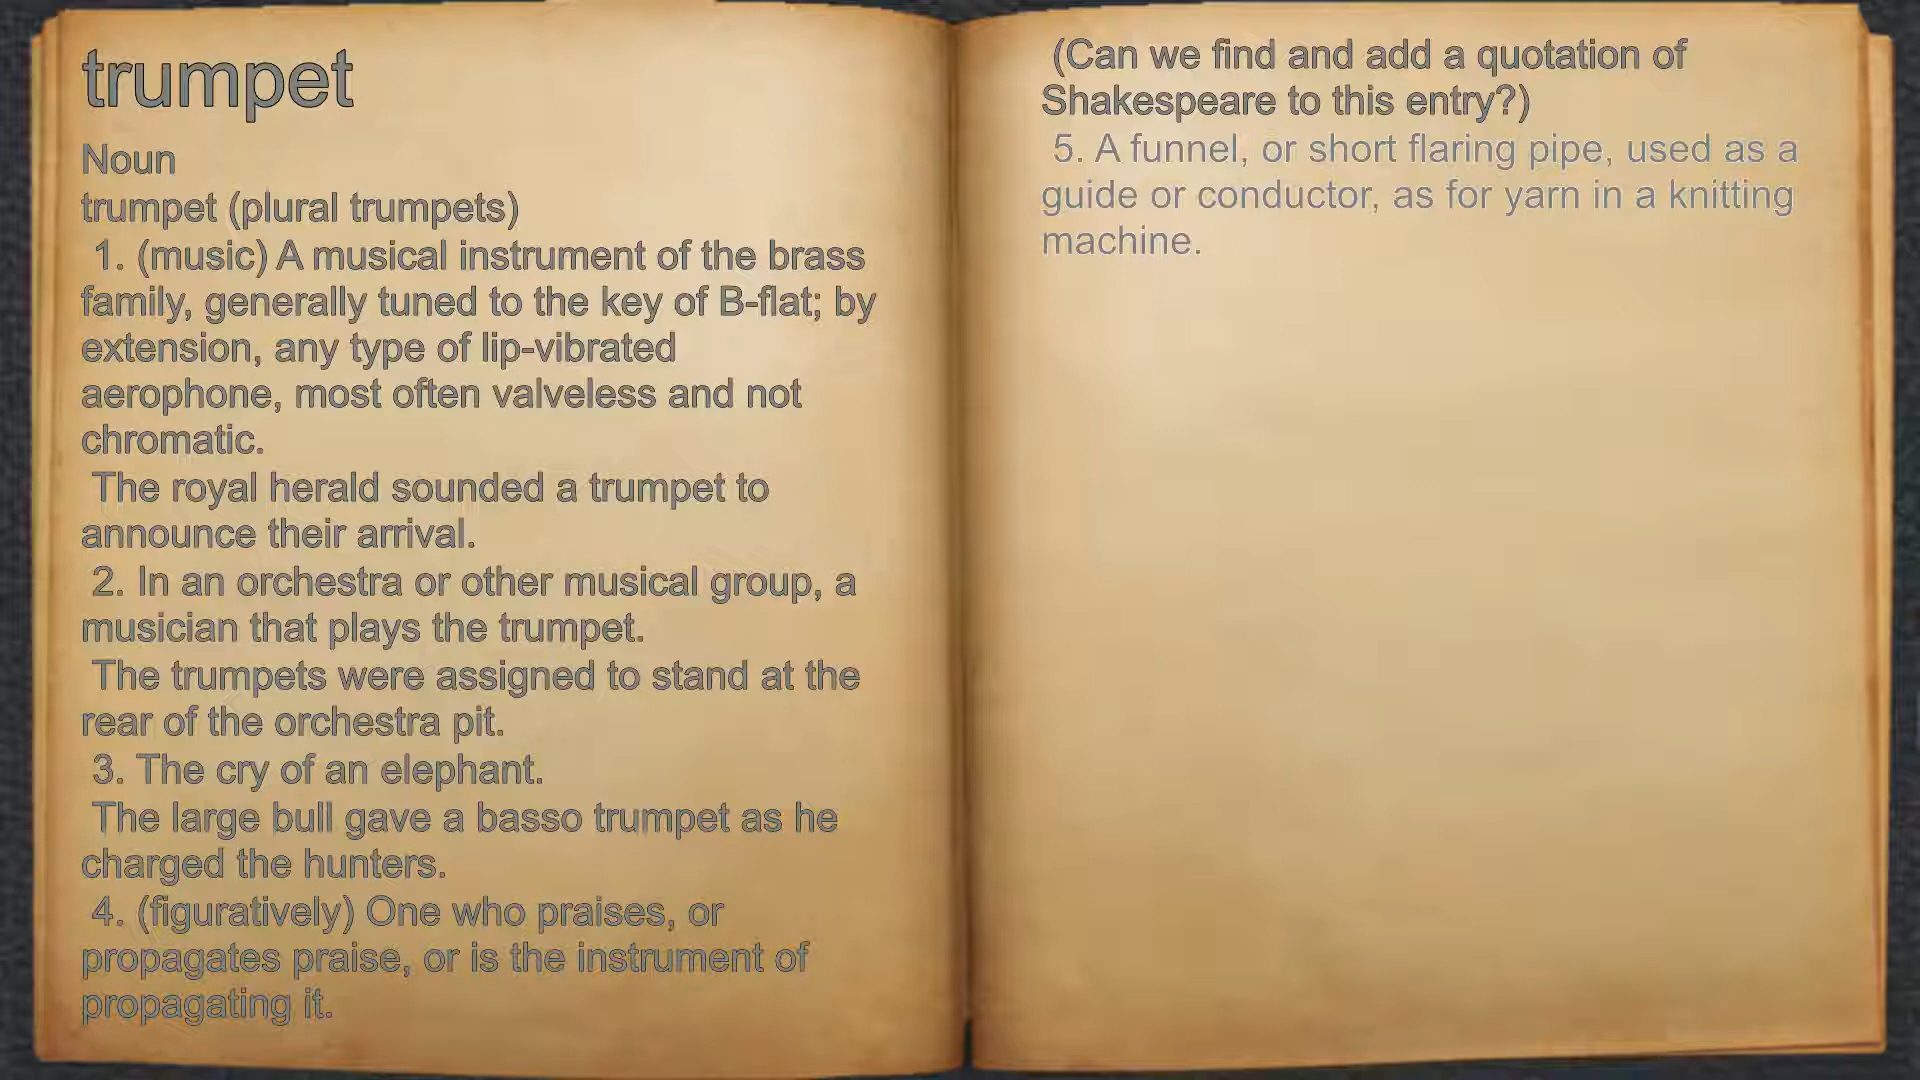 trumpet
Noun
trumpet (plural trumpets)
1. (music) A musical instrument of the brass
family, generally tuned to the key of B-flat; by
extension, any type of lip-vibrated
aerophone, most often valveless and not
chromatic.
The royal herald sounded a trumpet to
announce their arrival.
2. In an orchestra or other musical group, a
musician that plays the trumpet.
The trumpets were assigned to stand at the
rear of the orchestra pit.
3. The cry of an elephant.
The large bull gave a basso trumpet as he
charged the hunters.
4. (figuratively) One who praises, or
propagates praise, or is the instrument of
propagating it.
(Can we find and add a quotation of
Shakespeare to this entry?)
5. A funnel, or short flaring pipe, used as a
guide or conductor, as for yarn in a knitting
machine.